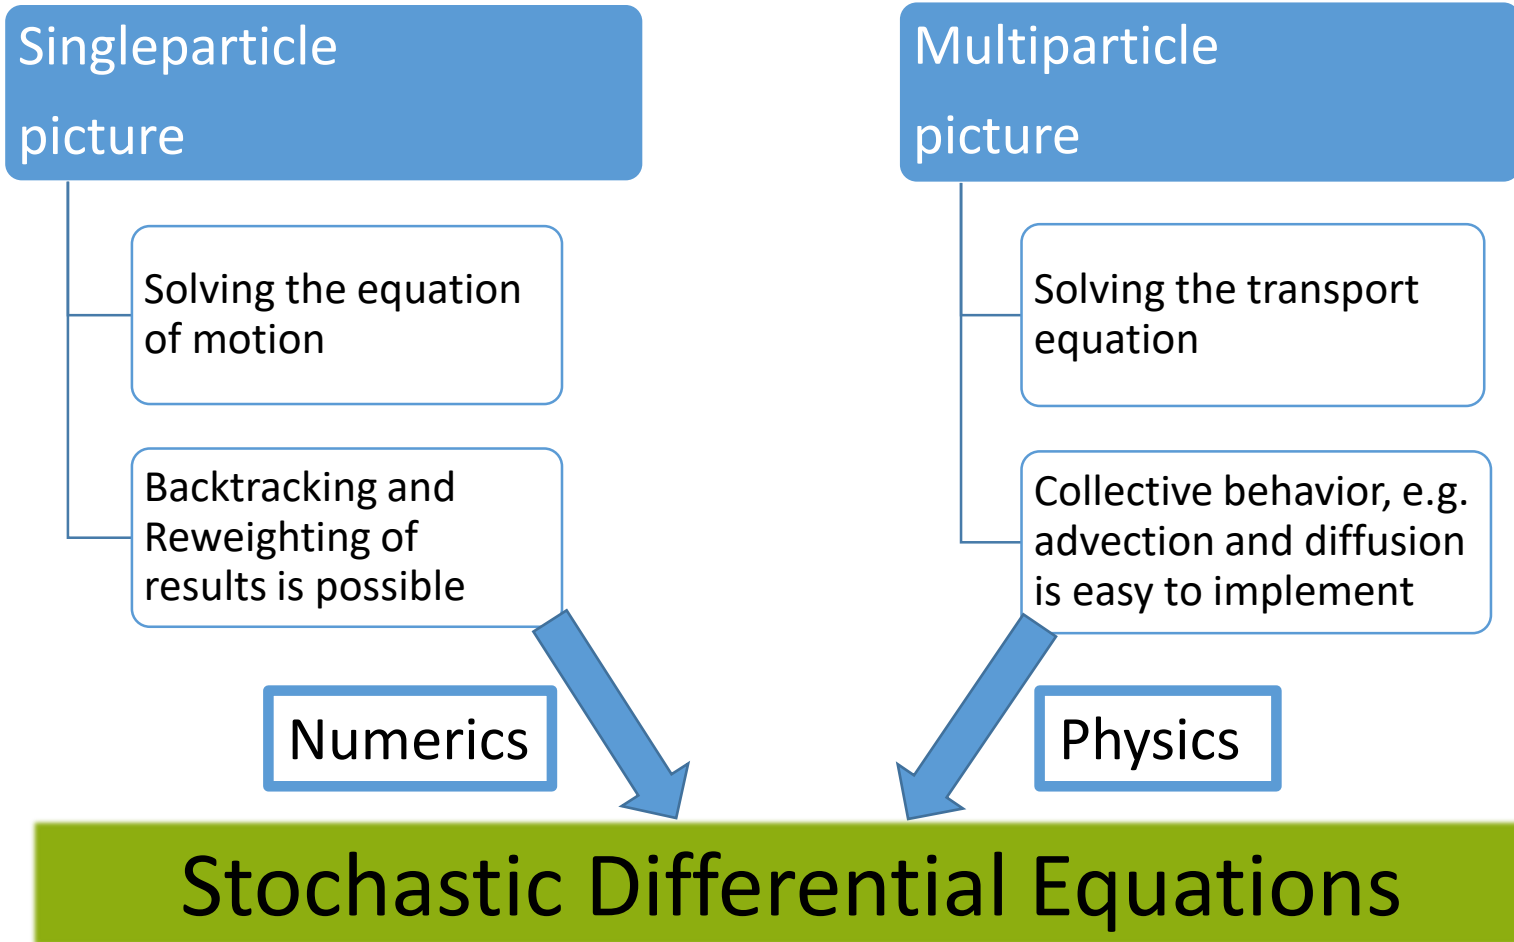 Singleparticle
picture
Solving the equation
of motion
Backtracking and
Reweighting of
results is possible
Multiparticle
picture
Solving the transport
equation
Collective behavior, e.g.
advection and diffusion
is easy to implement
Numerics
Physics
Stochastic Differential Equations